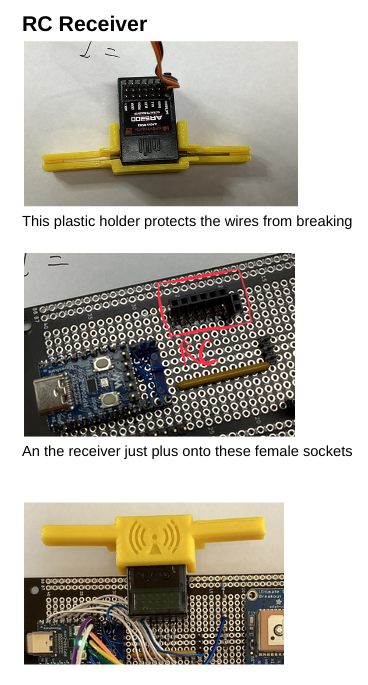 RC Receiver
l =
AR500
This plastic holder protects the wires from breaking
l =
RC
An the receiver just plus onto these female sockets